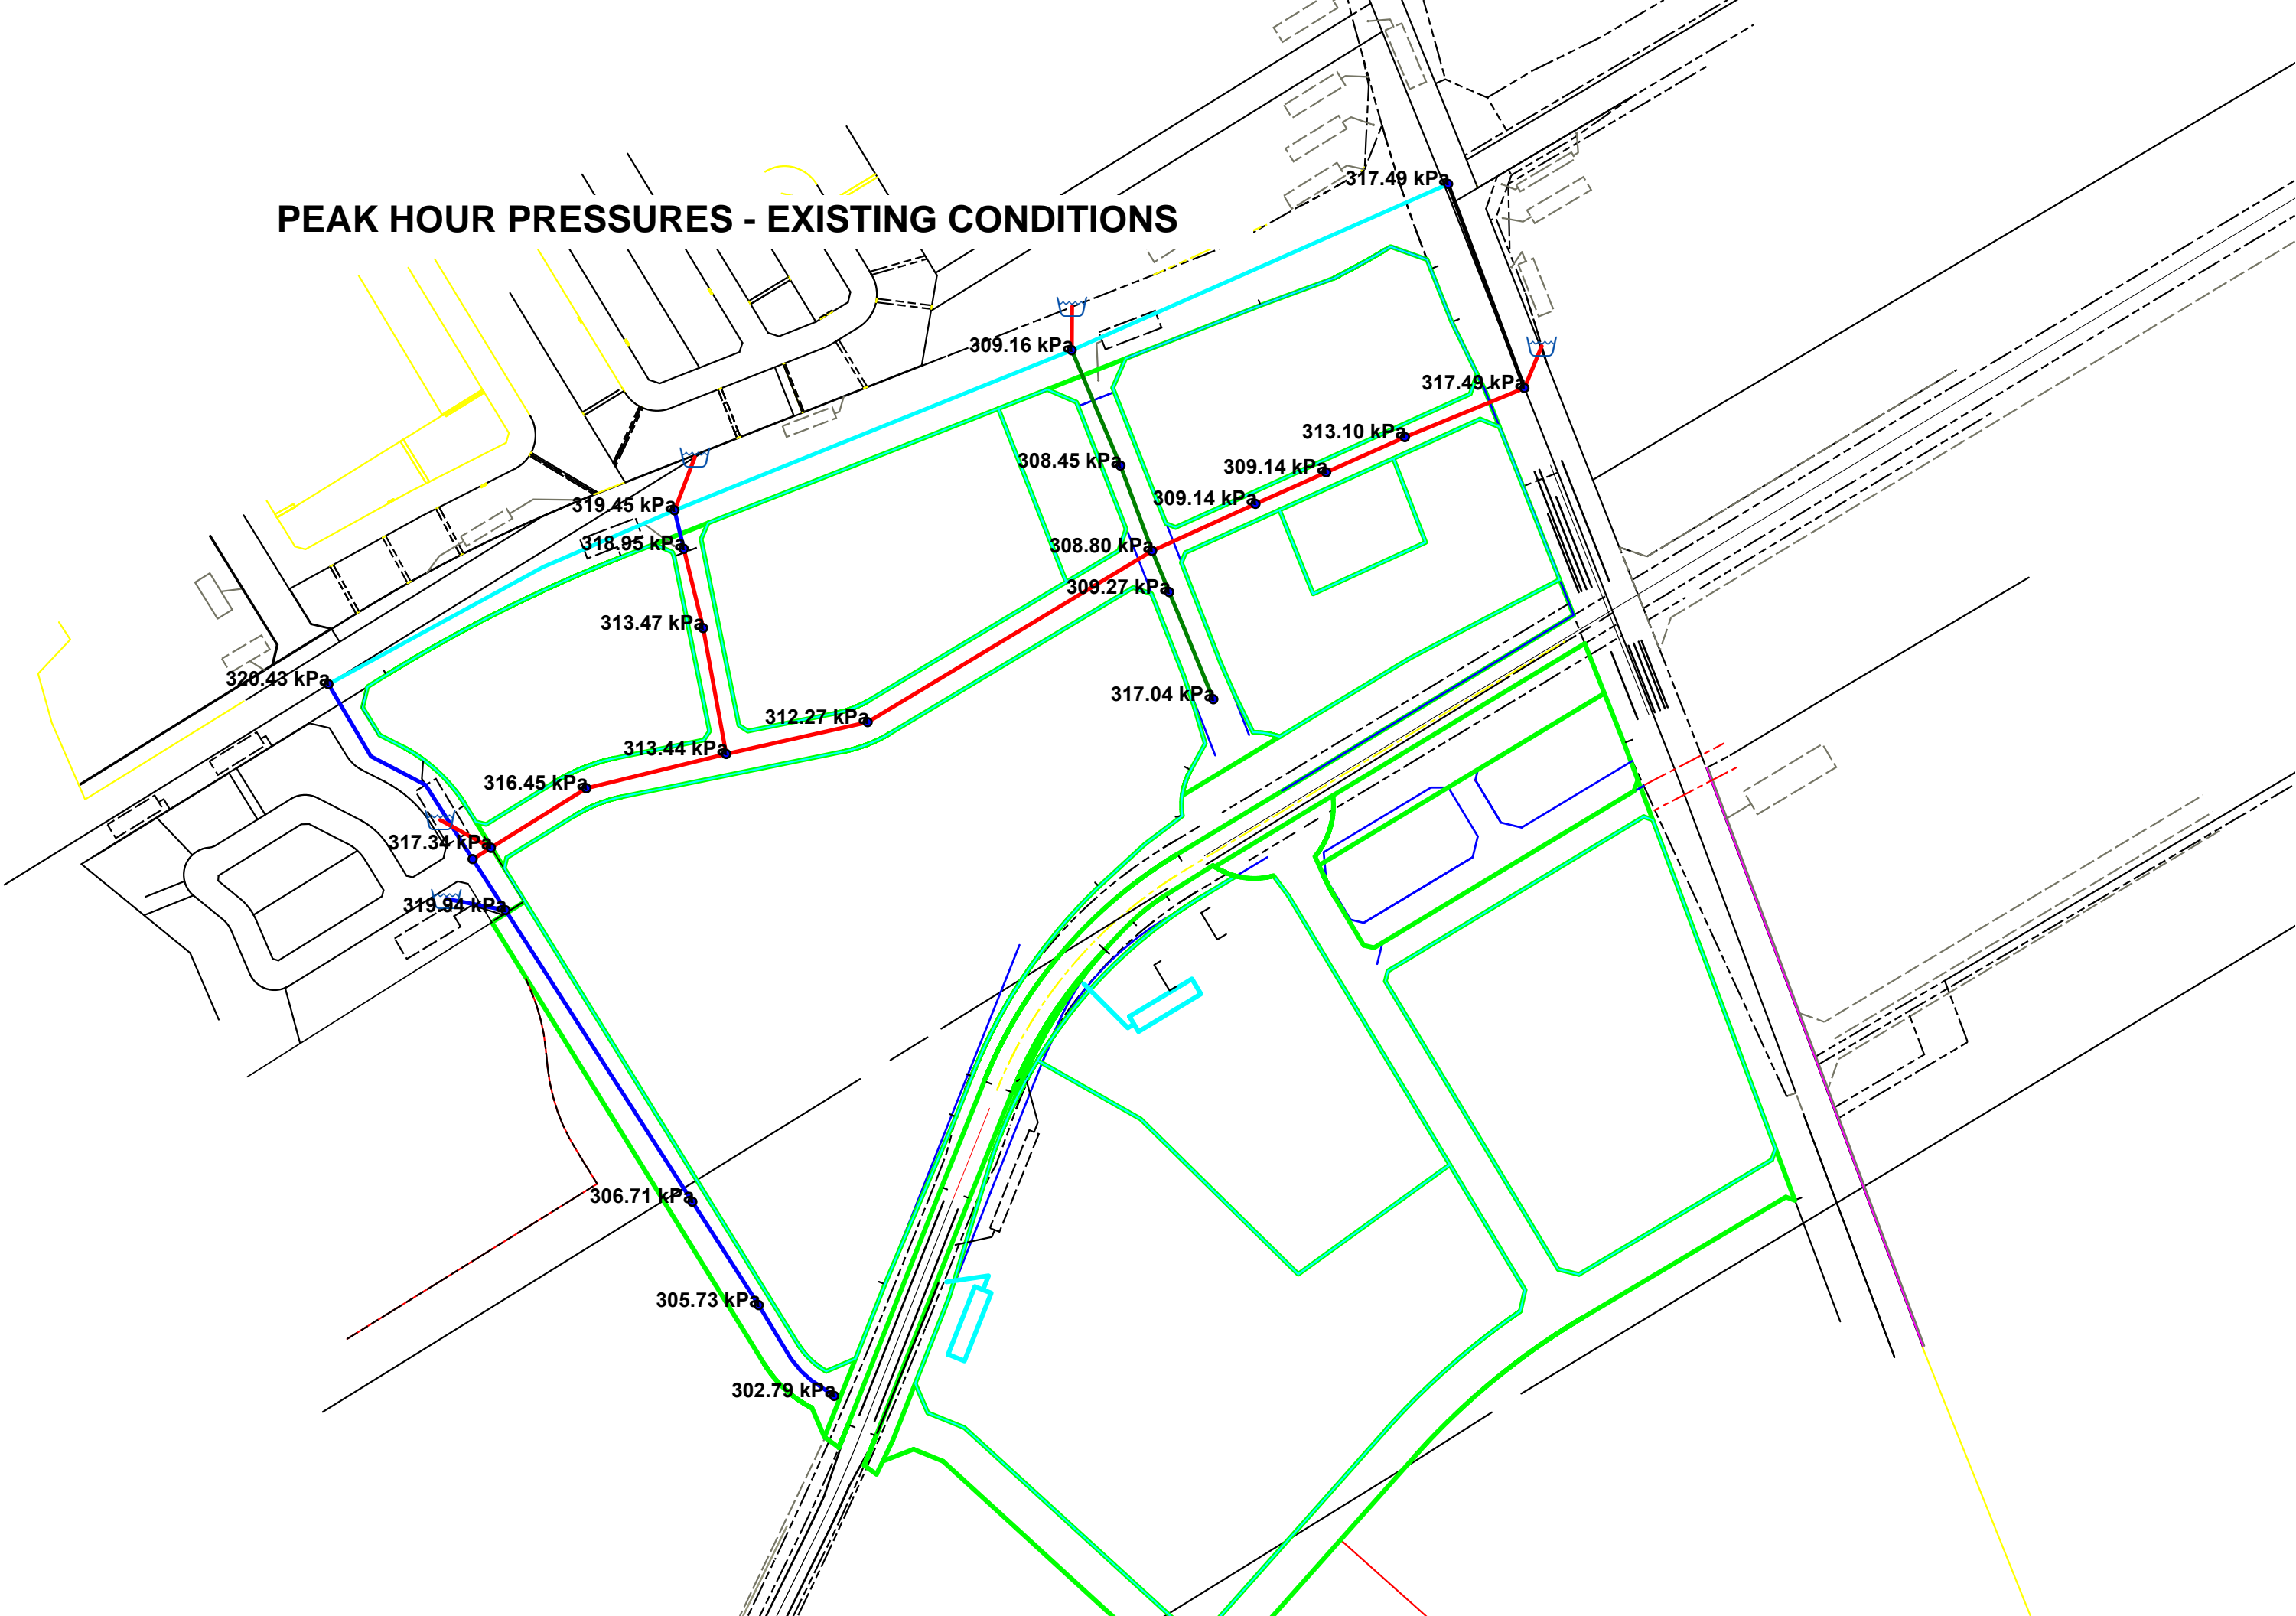 317.49 kPa
PEAK HOUR PRESSURES - EXISTING CONDITIONS
309.16 kPa
317.49 kPa
313.10 kPa
308.45 kPa
309.14 kPa
309.14 kPa
319.45 kPa
318.95 kPa
308.80 kPa
309.27 kPa
313.47 kPa
320.43 kPa
317.04 kPa
312.27 kPa
313.44 kPa
316.45 kPa
317.34 kPa
319.94 kPa
306.71 kPa
305.73 kPa
302.79 kPa